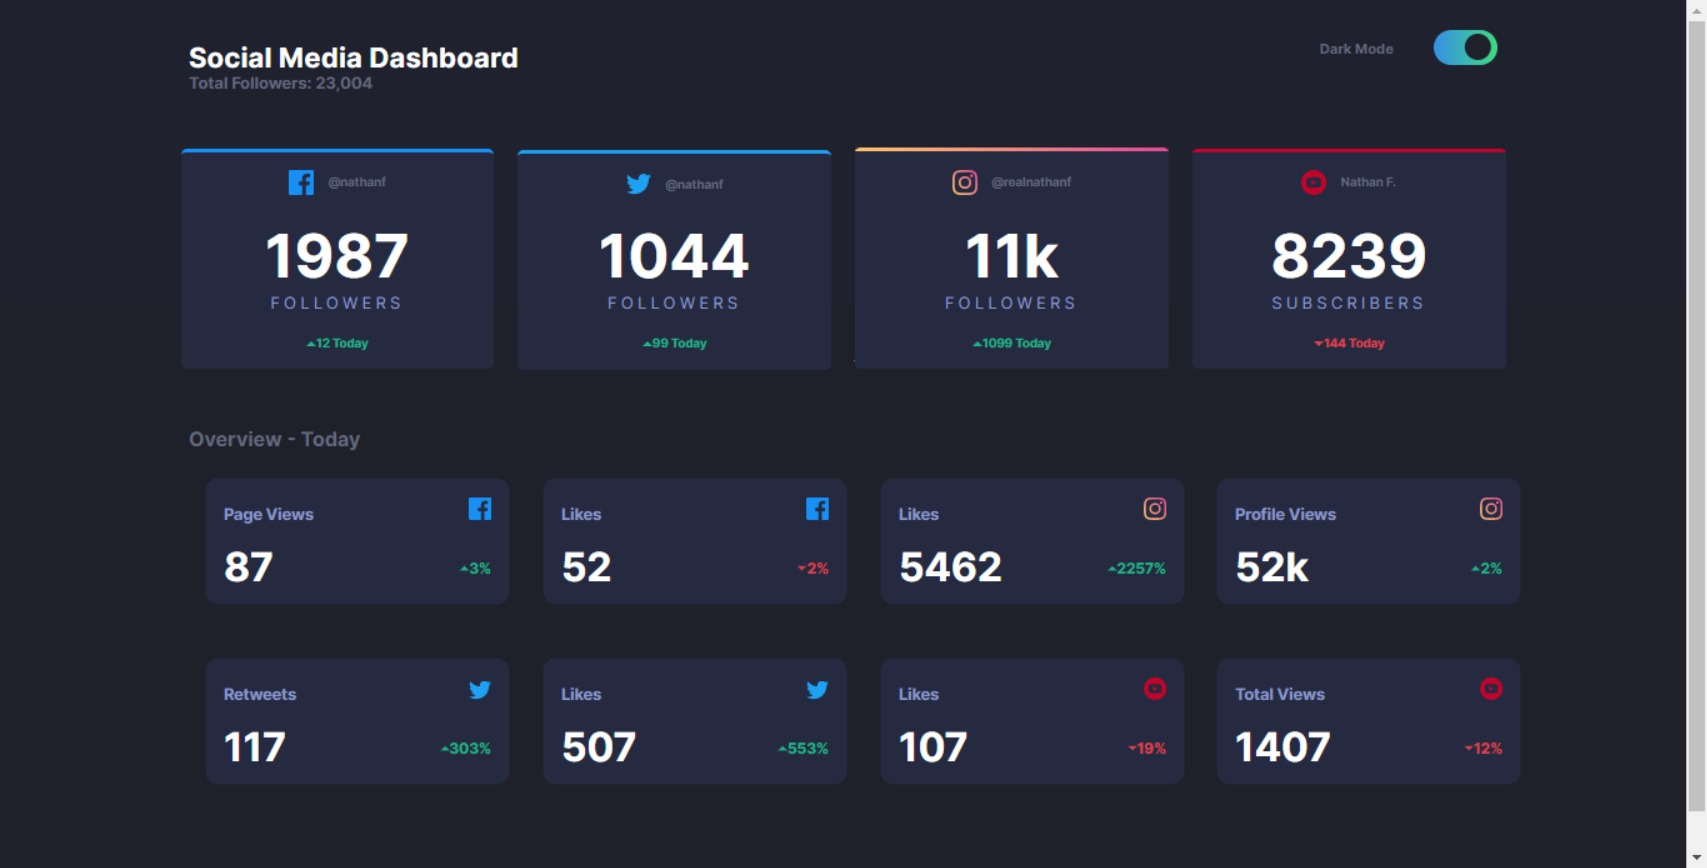 Social Media Dashboard
Total Followers: 23,004
Dark Mode
@nathanf
1987
FOLLOWERS
12 Today
@nathanf
1044
FOLLOWERS
99 Today
@realnathanf
11k
FOLLOWERS
1099 Today
Nathan F.
8239
SUBSCRIBERS
144 Today
Overview - Today
Page Views
87
3%
Likes
52
2%
Likes
5462
2257%
Profile Views
52k
2%
Retweets
117
303%
Likes
507
553%
Likes
107
19%
Total Views
1407
12%